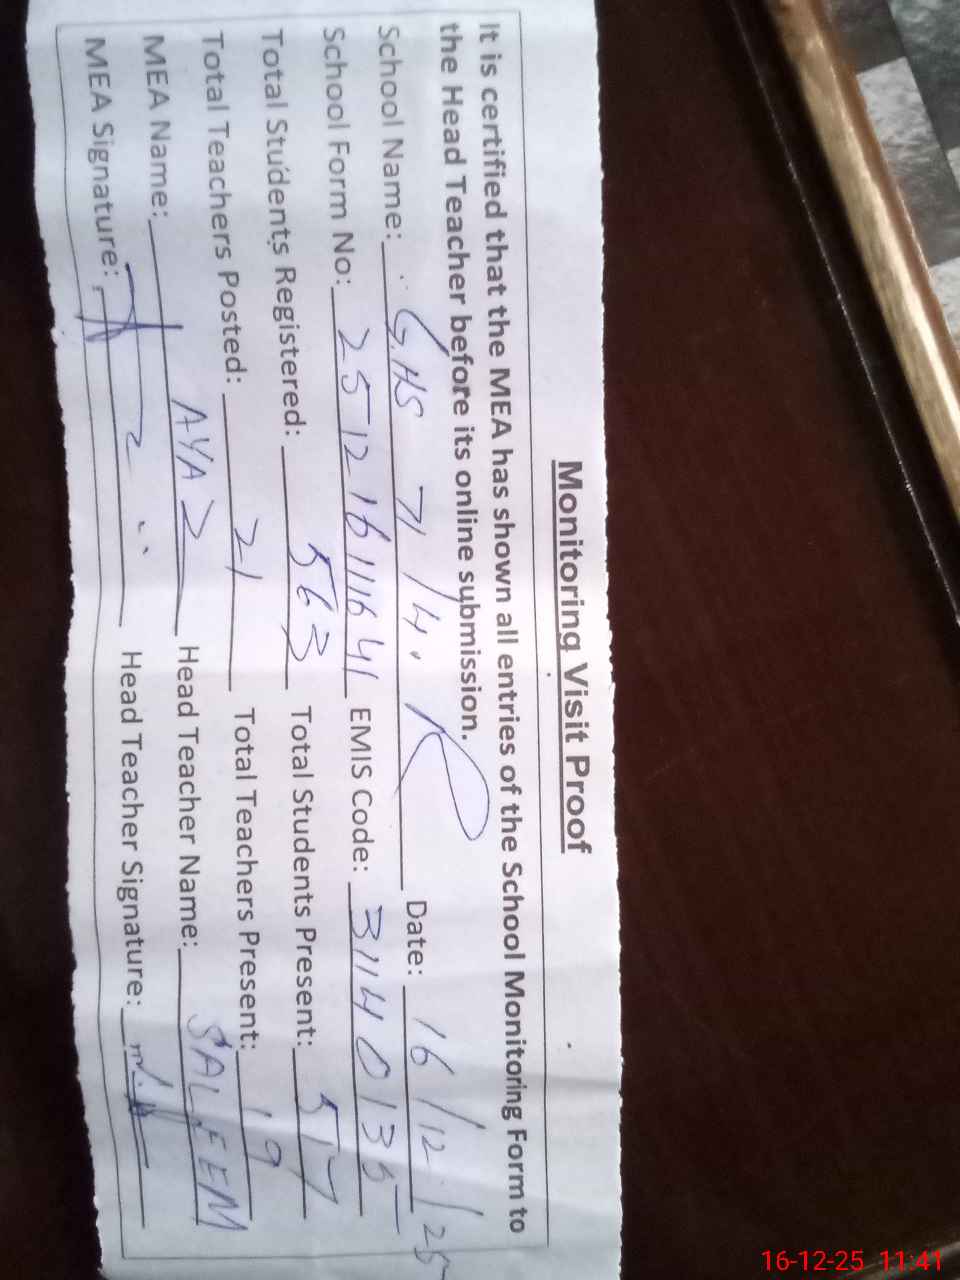 Monitoring Visit Proof
It is certified that the MEA has shown all entries of the School Monitoring Form to
the Head Teacher before its online submission.
School Name: GHS 71 4. R Date: 16/12/25
School Form No: 251216111641 EMIS Code: 31140135
Total Students Registered: 563 Total Students Present: 517
Total Teachers Posted: 21 Total Teachers Present: 19
MEA Name: AYAZ Head Teacher Name: SALEEM
MEA Signature: Head Teacher Signature:
16-12-25 11:41